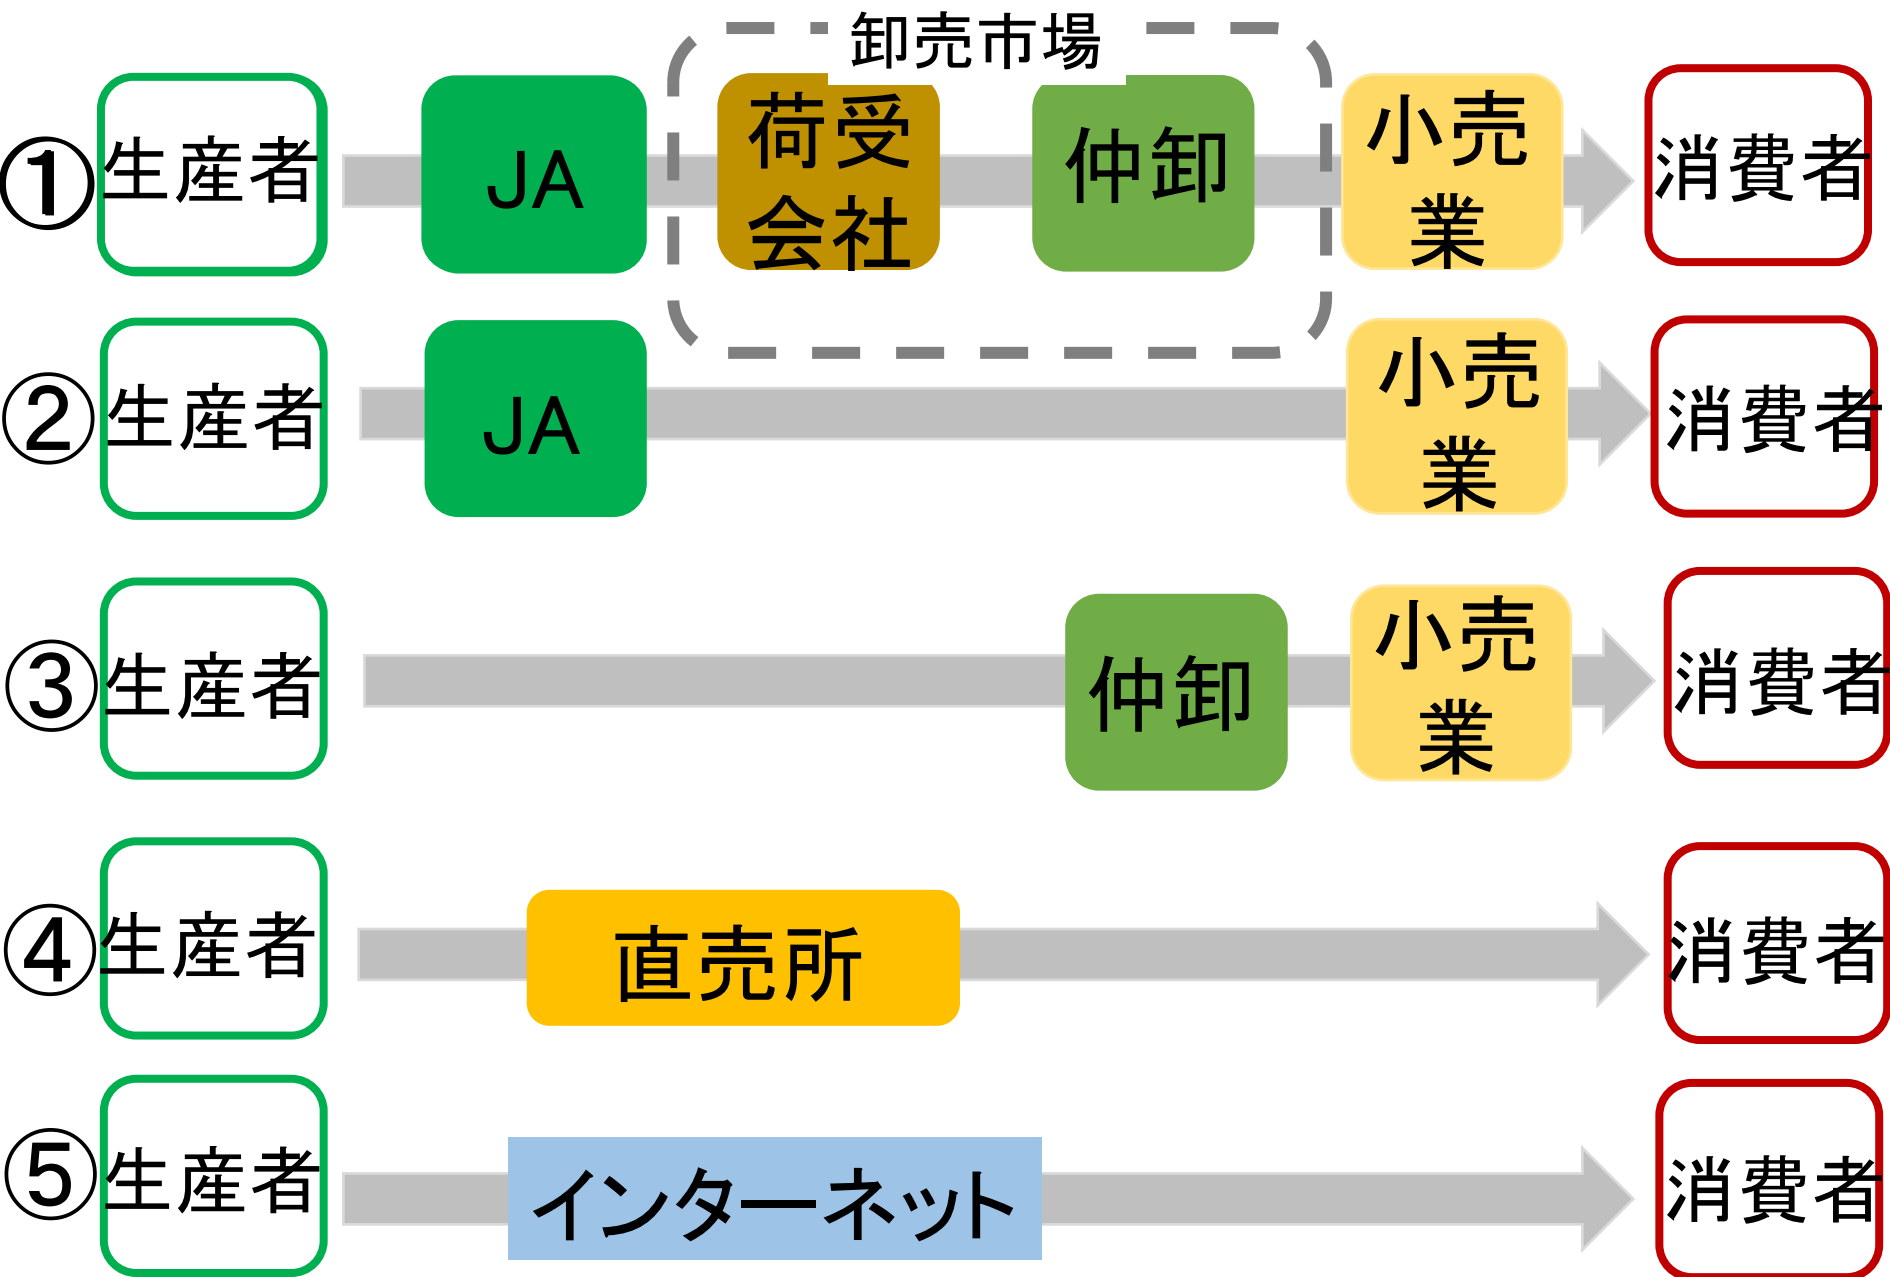 卸売市場
① 生産者 JA 荷受 仲卸 小売 消費者
会社 業
② 生産者 JA 小売 消費者
業
③ 生産者 仲卸 小売 消費者
業
④ 生産者 直売所 消費者
⑤ 生産者 インターネット 消費者